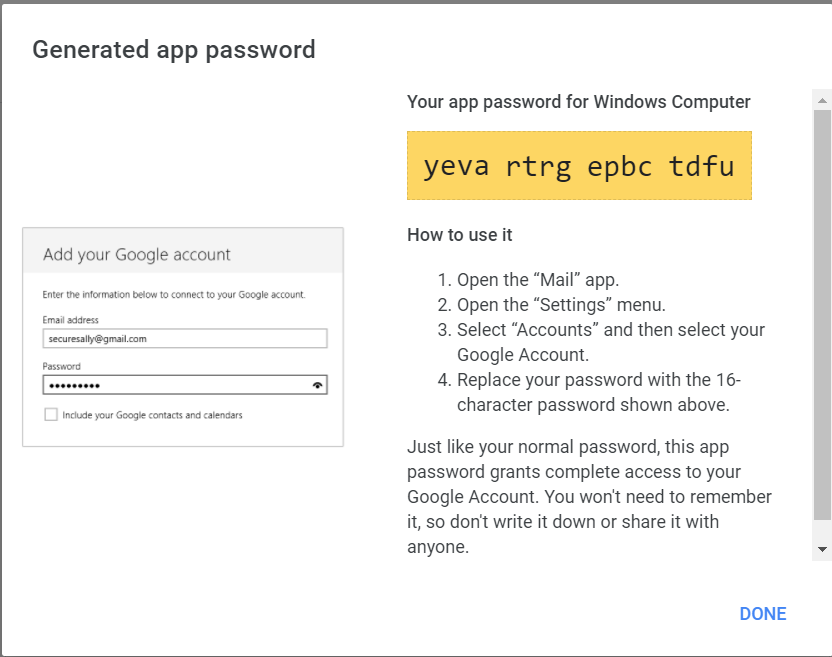 Generated app password
Your app password for Windows Computer
yeva rtrg epbc tdfu
How to use it
1. Open the “Mail” app.
2. Open the “Settings” menu.
3. Select “Accounts” and then select your
Google Account.
4. Replace your password with the 16-
character password shown above.
Just like your normal password, this app
password grants complete access to your
Google Account. You won't need to remember
it, so don't write it down or share it with
anyone.
Add your Google account
Enter the information below to connect to your Google account.
Email address
securesally@gmail.com
Password
•••••••••
Include your Google contacts and calendars
DONE